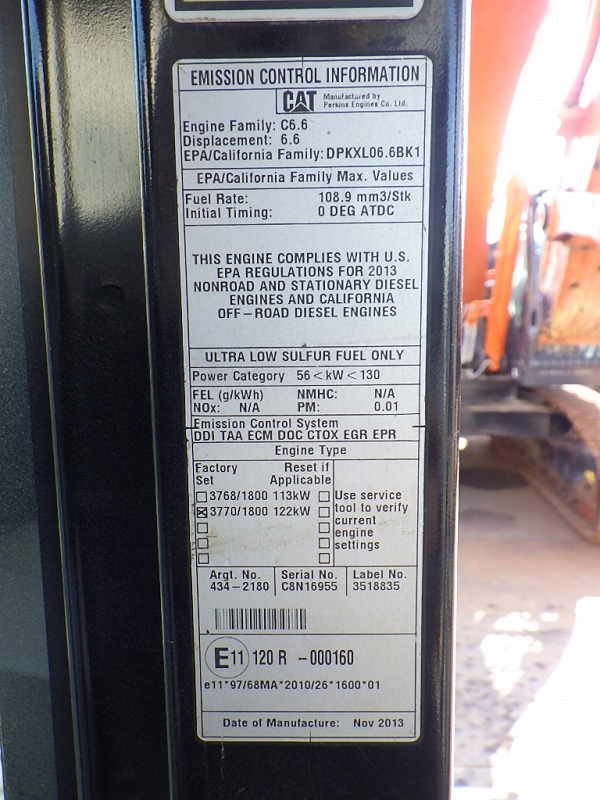 EMISSION CONTROL INFORMATION
CAT Manufactured by
Perkins Engines Co. Ltd.
Engine Family: C6.6
Displacement: 6.6
EPA/California Family: DPKXL06.6BK1
EPA/California Family Max. Values
Fuel Rate: 108.9 mm3/Stk
Initial Timing: 0 DEG ATDC
THIS ENGINE COMPLIES WITH U.S.
EPA REGULATIONS FOR 2013
NONROAD AND STATIONARY DIESEL
ENGINES AND CALIFORNIA
OFF-ROAD DIESEL ENGINES
ULTRA LOW SULFUR FUEL ONLY
Power Category 56<kW<130
FEL (g/kWh) NMHC: N/A
NOx: N/A PM: 0.01
Emission Control System
DDI TAA ECM DOC CTOX EGR EPR
Engine Type
Factory Set
Reset if Applicable
3768/1800 113kW
3770/1800 122kW
Use service
tool to verify
current
engine
settings
Argt. No. Serial No. Label No.
434-2180 C8N16955 3518835
E11 120 R -000160
e11*97/68MA*2010/26*1600*01
Date of Manufacture: Nov 2013